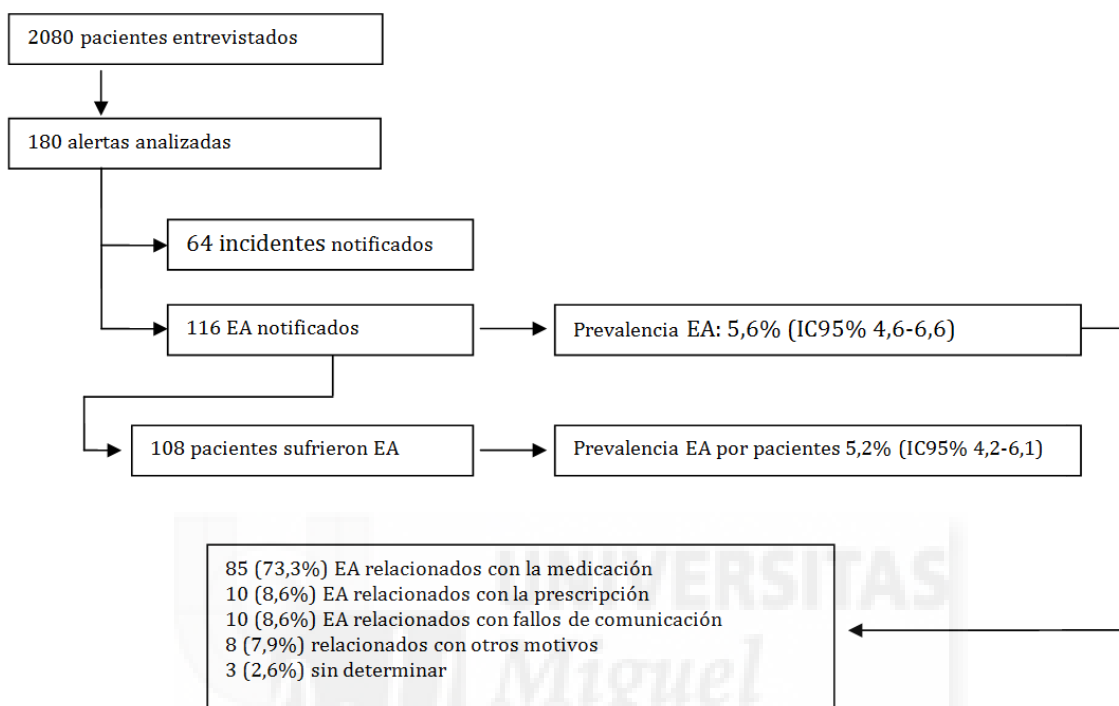 2080 pacientes entrevistados
180 alertas analizadas
64 incidentes notificados
116 EA notificados
Prevalencia EA: 5,6% (IC95% 4,6-6,6)
108 pacientes sufrieron EA
Prevalencia EA por pacientes 5,2% (IC95% 4,2-6,1)
85 (73,3%) EA relacionados con la medicación
10 (8,6%) EA relacionados con la prescripción
10 (8,6%) EA relacionados con fallos de comunicación
8 (7,9%) relacionados con otros motivos
3 (2,6%) sin determinar
UNIVERSITAS
Miguel